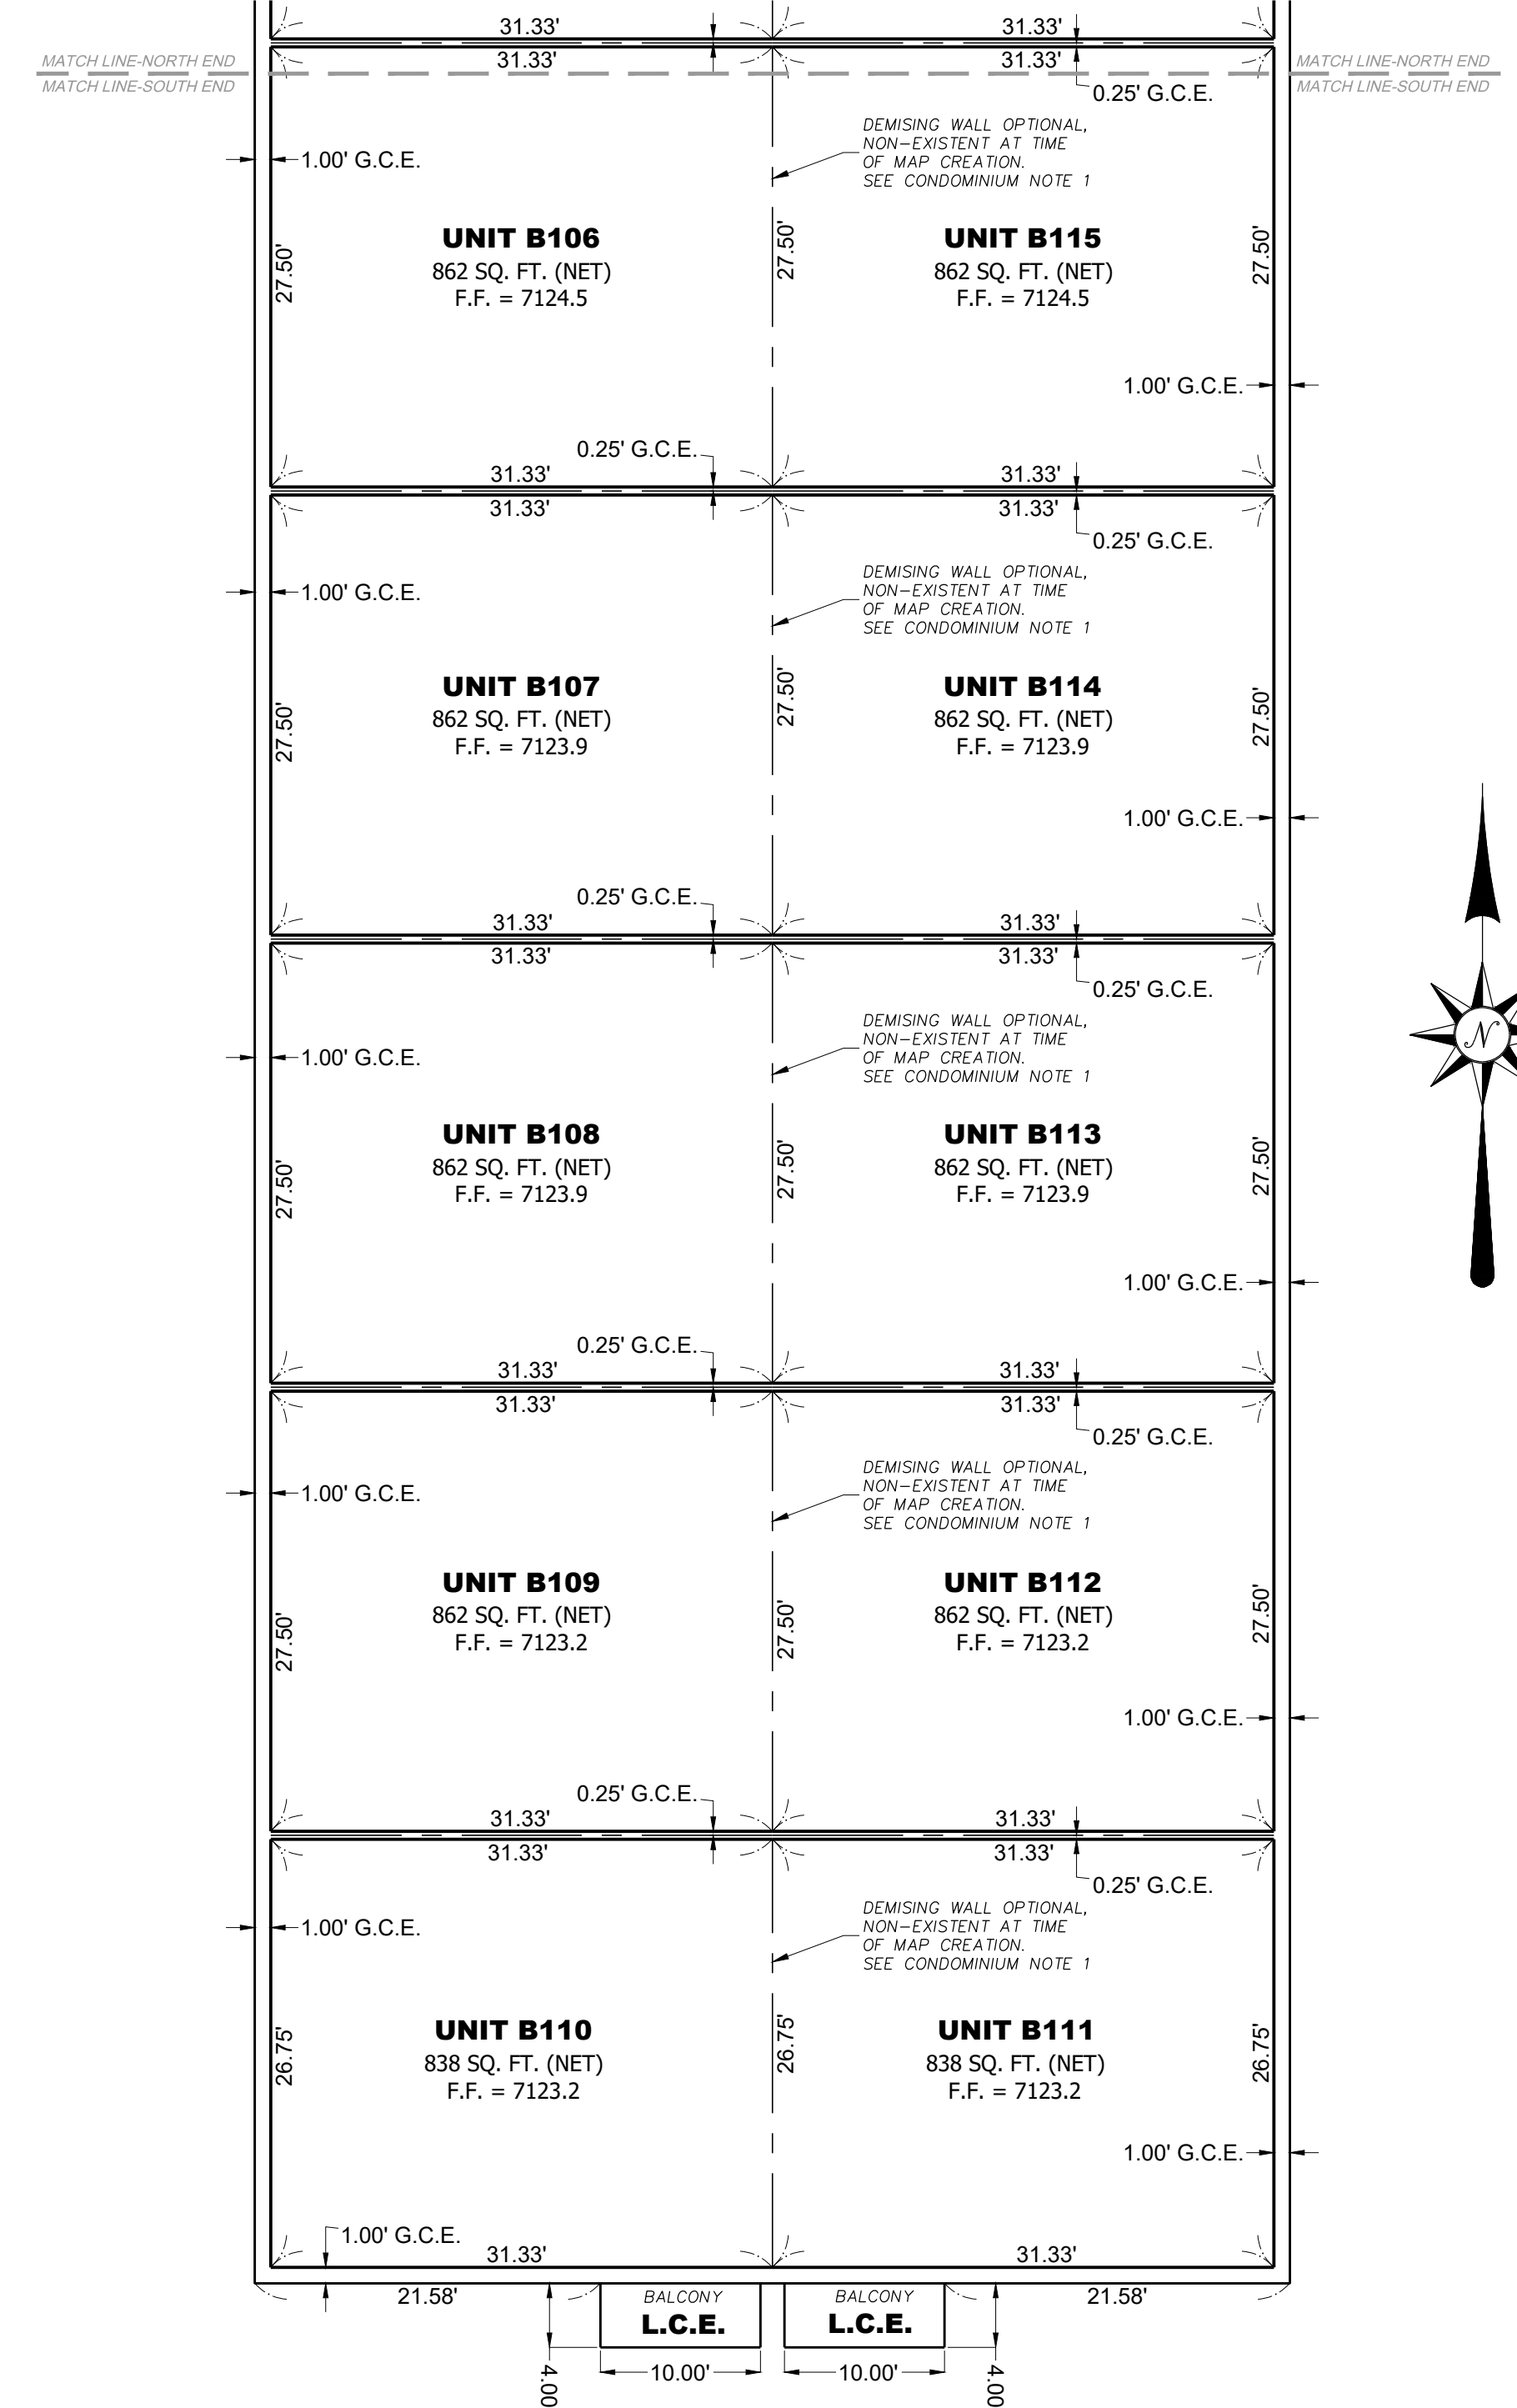 31.33' 31.33'
MATCH LINE-NORTH END 31.33' 31.33' MATCH LINE-NORTH END
MATCH LINE-SOUTH END MATCH LINE-SOUTH END
0.25' G.C.E.
DEMISING WALL OPTIONAL,
NON-EXISTENT AT TIME
OF MAP CREATION.
SEE CONDOMINIUM NOTE 1
1.00' G.C.E.
UNIT B106
862 SQ. FT. (NET)
F.F. = 7124.5
27.50'
27.50'
UNIT B115
862 SQ. FT. (NET)
F.F. = 7124.5
27.50'
1.00' G.C.E.
0.25' G.C.E.
31.33' 31.33'
31.33' 31.33'
0.25' G.C.E.
DEMISING WALL OPTIONAL,
NON-EXISTENT AT TIME
OF MAP CREATION.
SEE CONDOMINIUM NOTE 1
1.00' G.C.E.
UNIT B107
862 SQ. FT. (NET)
F.F. = 7123.9
27.50'
27.50'
UNIT B114
862 SQ. FT. (NET)
F.F. = 7123.9
27.50'
1.00' G.C.E.
0.25' G.C.E.
31.33' 31.33'
31.33' 31.33'
0.25' G.C.E.
DEMISING WALL OPTIONAL,
NON-EXISTENT AT TIME
OF MAP CREATION.
SEE CONDOMINIUM NOTE 1
N
1.00' G.C.E.
UNIT B108
862 SQ. FT. (NET)
F.F. = 7123.9
27.50'
27.50'
UNIT B113
862 SQ. FT. (NET)
F.F. = 7123.9
27.50'
1.00' G.C.E.
0.25' G.C.E.
31.33' 31.33'
31.33' 31.33'
0.25' G.C.E.
DEMISING WALL OPTIONAL,
NON-EXISTENT AT TIME
OF MAP CREATION.
SEE CONDOMINIUM NOTE 1
1.00' G.C.E.
UNIT B109
862 SQ. FT. (NET)
F.F. = 7123.2
27.50'
27.50'
UNIT B112
862 SQ. FT. (NET)
F.F. = 7123.2
27.50'
1.00' G.C.E.
0.25' G.C.E.
31.33' 31.33'
31.33' 31.33'
0.25' G.C.E.
DEMISING WALL OPTIONAL,
NON-EXISTENT AT TIME
OF MAP CREATION.
SEE CONDOMINIUM NOTE 1
1.00' G.C.E.
UNIT B110
838 SQ. FT. (NET)
F.F. = 7123.2
26.75'
26.75'
UNIT B111
838 SQ. FT. (NET)
F.F. = 7123.2
26.75'
1.00' G.C.E.
1.00' G.C.E.
31.33' 31.33'
21.58' BALCONY BALCONY 21.58'
L.C.E. L.C.E.
4.00 10.00' 10.00' 4.00